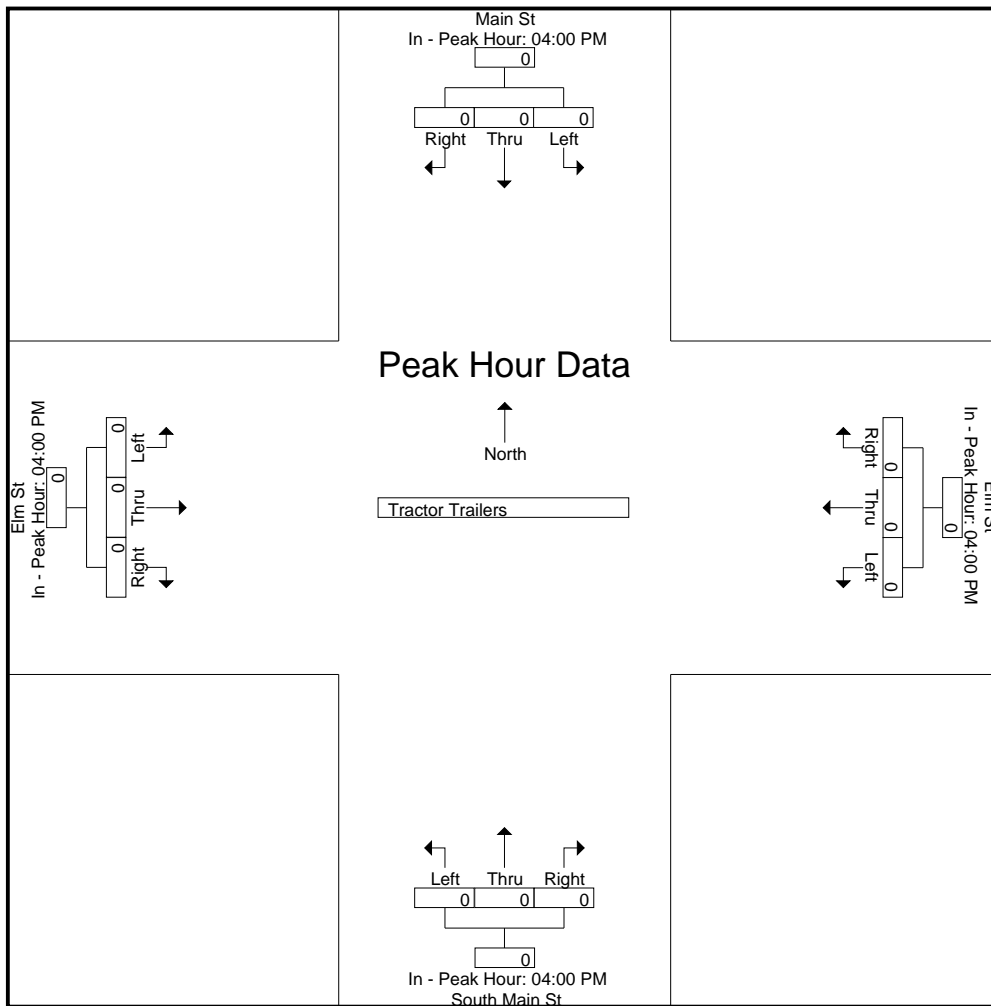 Main St
In - Peak Hour: 04:00 PM
0
0 0 0
Right Thru Left
Peak Hour Data
North
Tractor Trailers
Elm St
In - Peak Hour: 04:00 PM
0
0 0 0
Left Thru Right
Elm St
In - Peak Hour: 04:00 PM
0
0 0 0
Right Thru Left
Left Thru Right
0 0 0
0
In - Peak Hour: 04:00 PM
South Main St